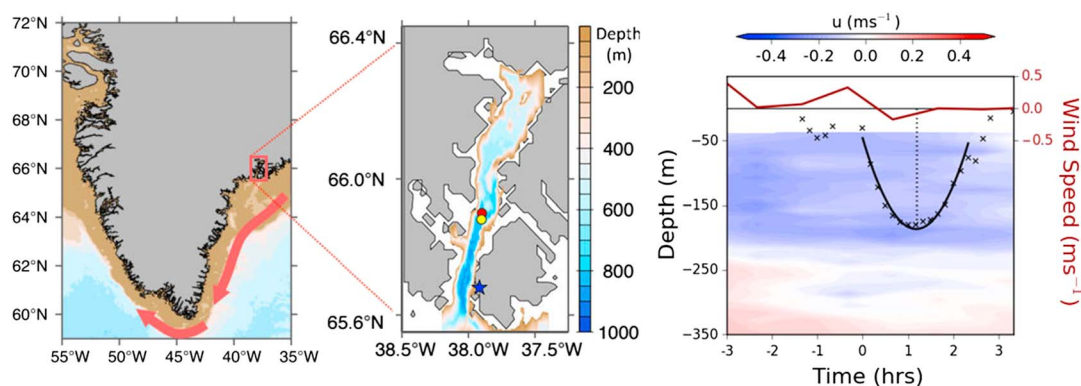 72°N
70°N
68°N
66°N
64°N
62°N
60°N
55°W
50°W
45°W
40°W
35°W
66.4°N
66.0°N
65.6°N
38.5°W
38.0°W
37.5°W
Depth
(m)
200
400
600
800
1000
u (ms⁻¹)
-0.4
-0.2
0.0
0.2
0.4
Depth (m)
−50
−150
−250
−350
-3
-1
0
1
2
3
Time (hrs)
0.5
0.0
−0.5
Wind Speed (ms⁻¹)